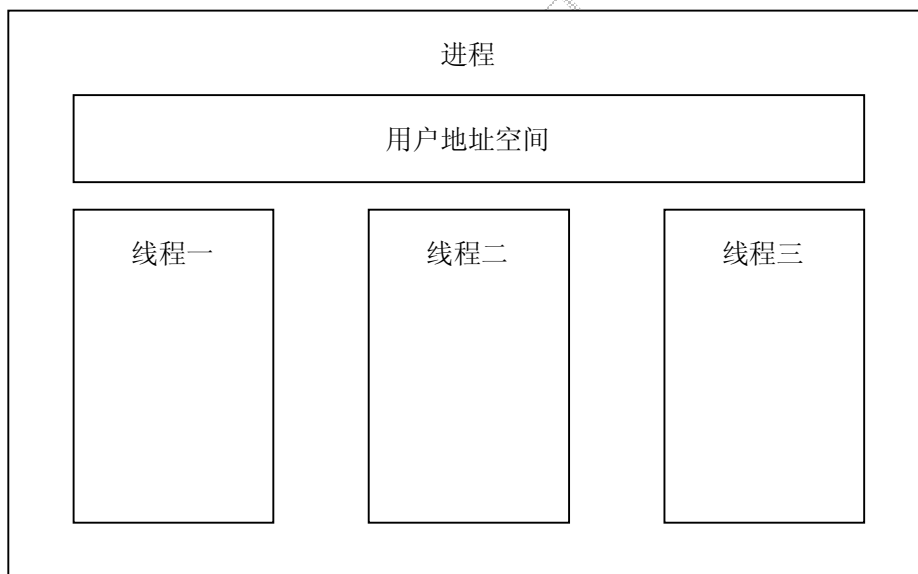 进程
用户地址空间
线程一
线程二
线程三